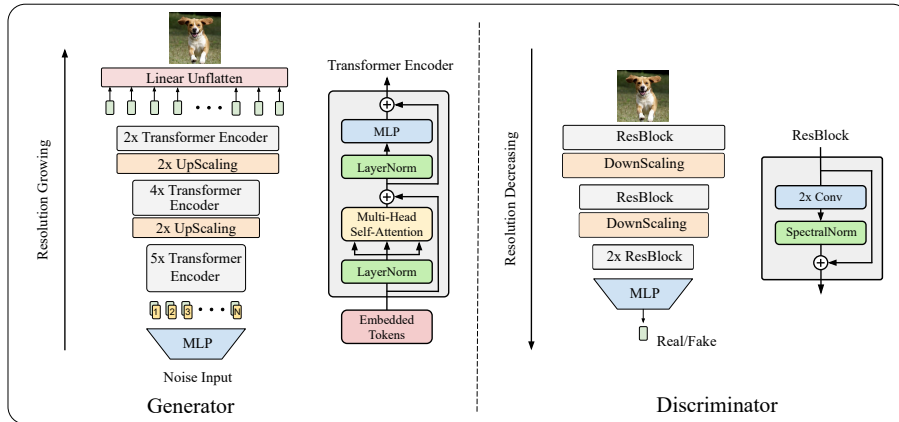 Resolution Growing
Linear Unflatten
2x Transformer Encoder
2x UpScaling
4x Transformer
Encoder
2x UpScaling
5x Transformer
Encoder
1 2 3 N
MLP
Noise Input
Generator
Transformer Encoder
MLP
LayerNorm
Multi-Head
Self-Attention
LayerNorm
Embedded
Tokens
Resolution Decreasing
ResBlock
DownScaling
ResBlock
DownScaling
2x ResBlock
MLP
Real/Fake
ResBlock
2x Conv
SpectralNorm
Discriminator